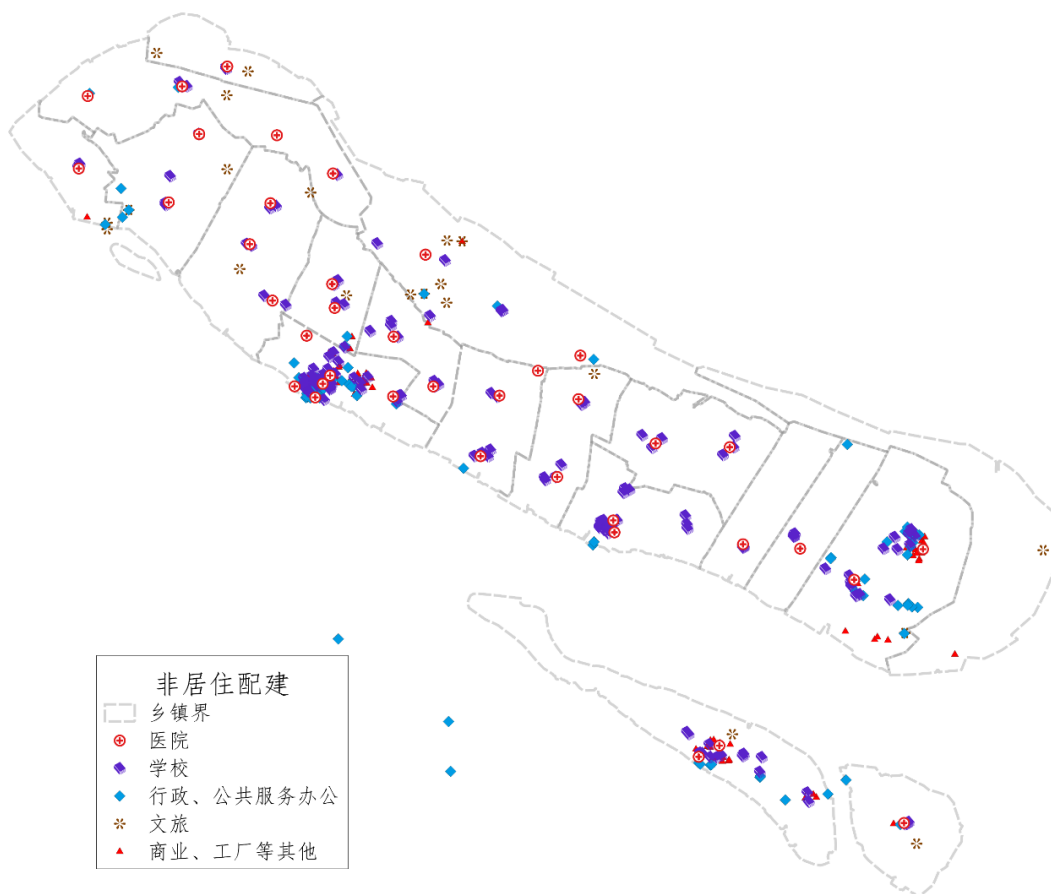 非居住配建
乡镇界
医院
学校
行政、公共服务办公
文旅
商业、工厂等其他